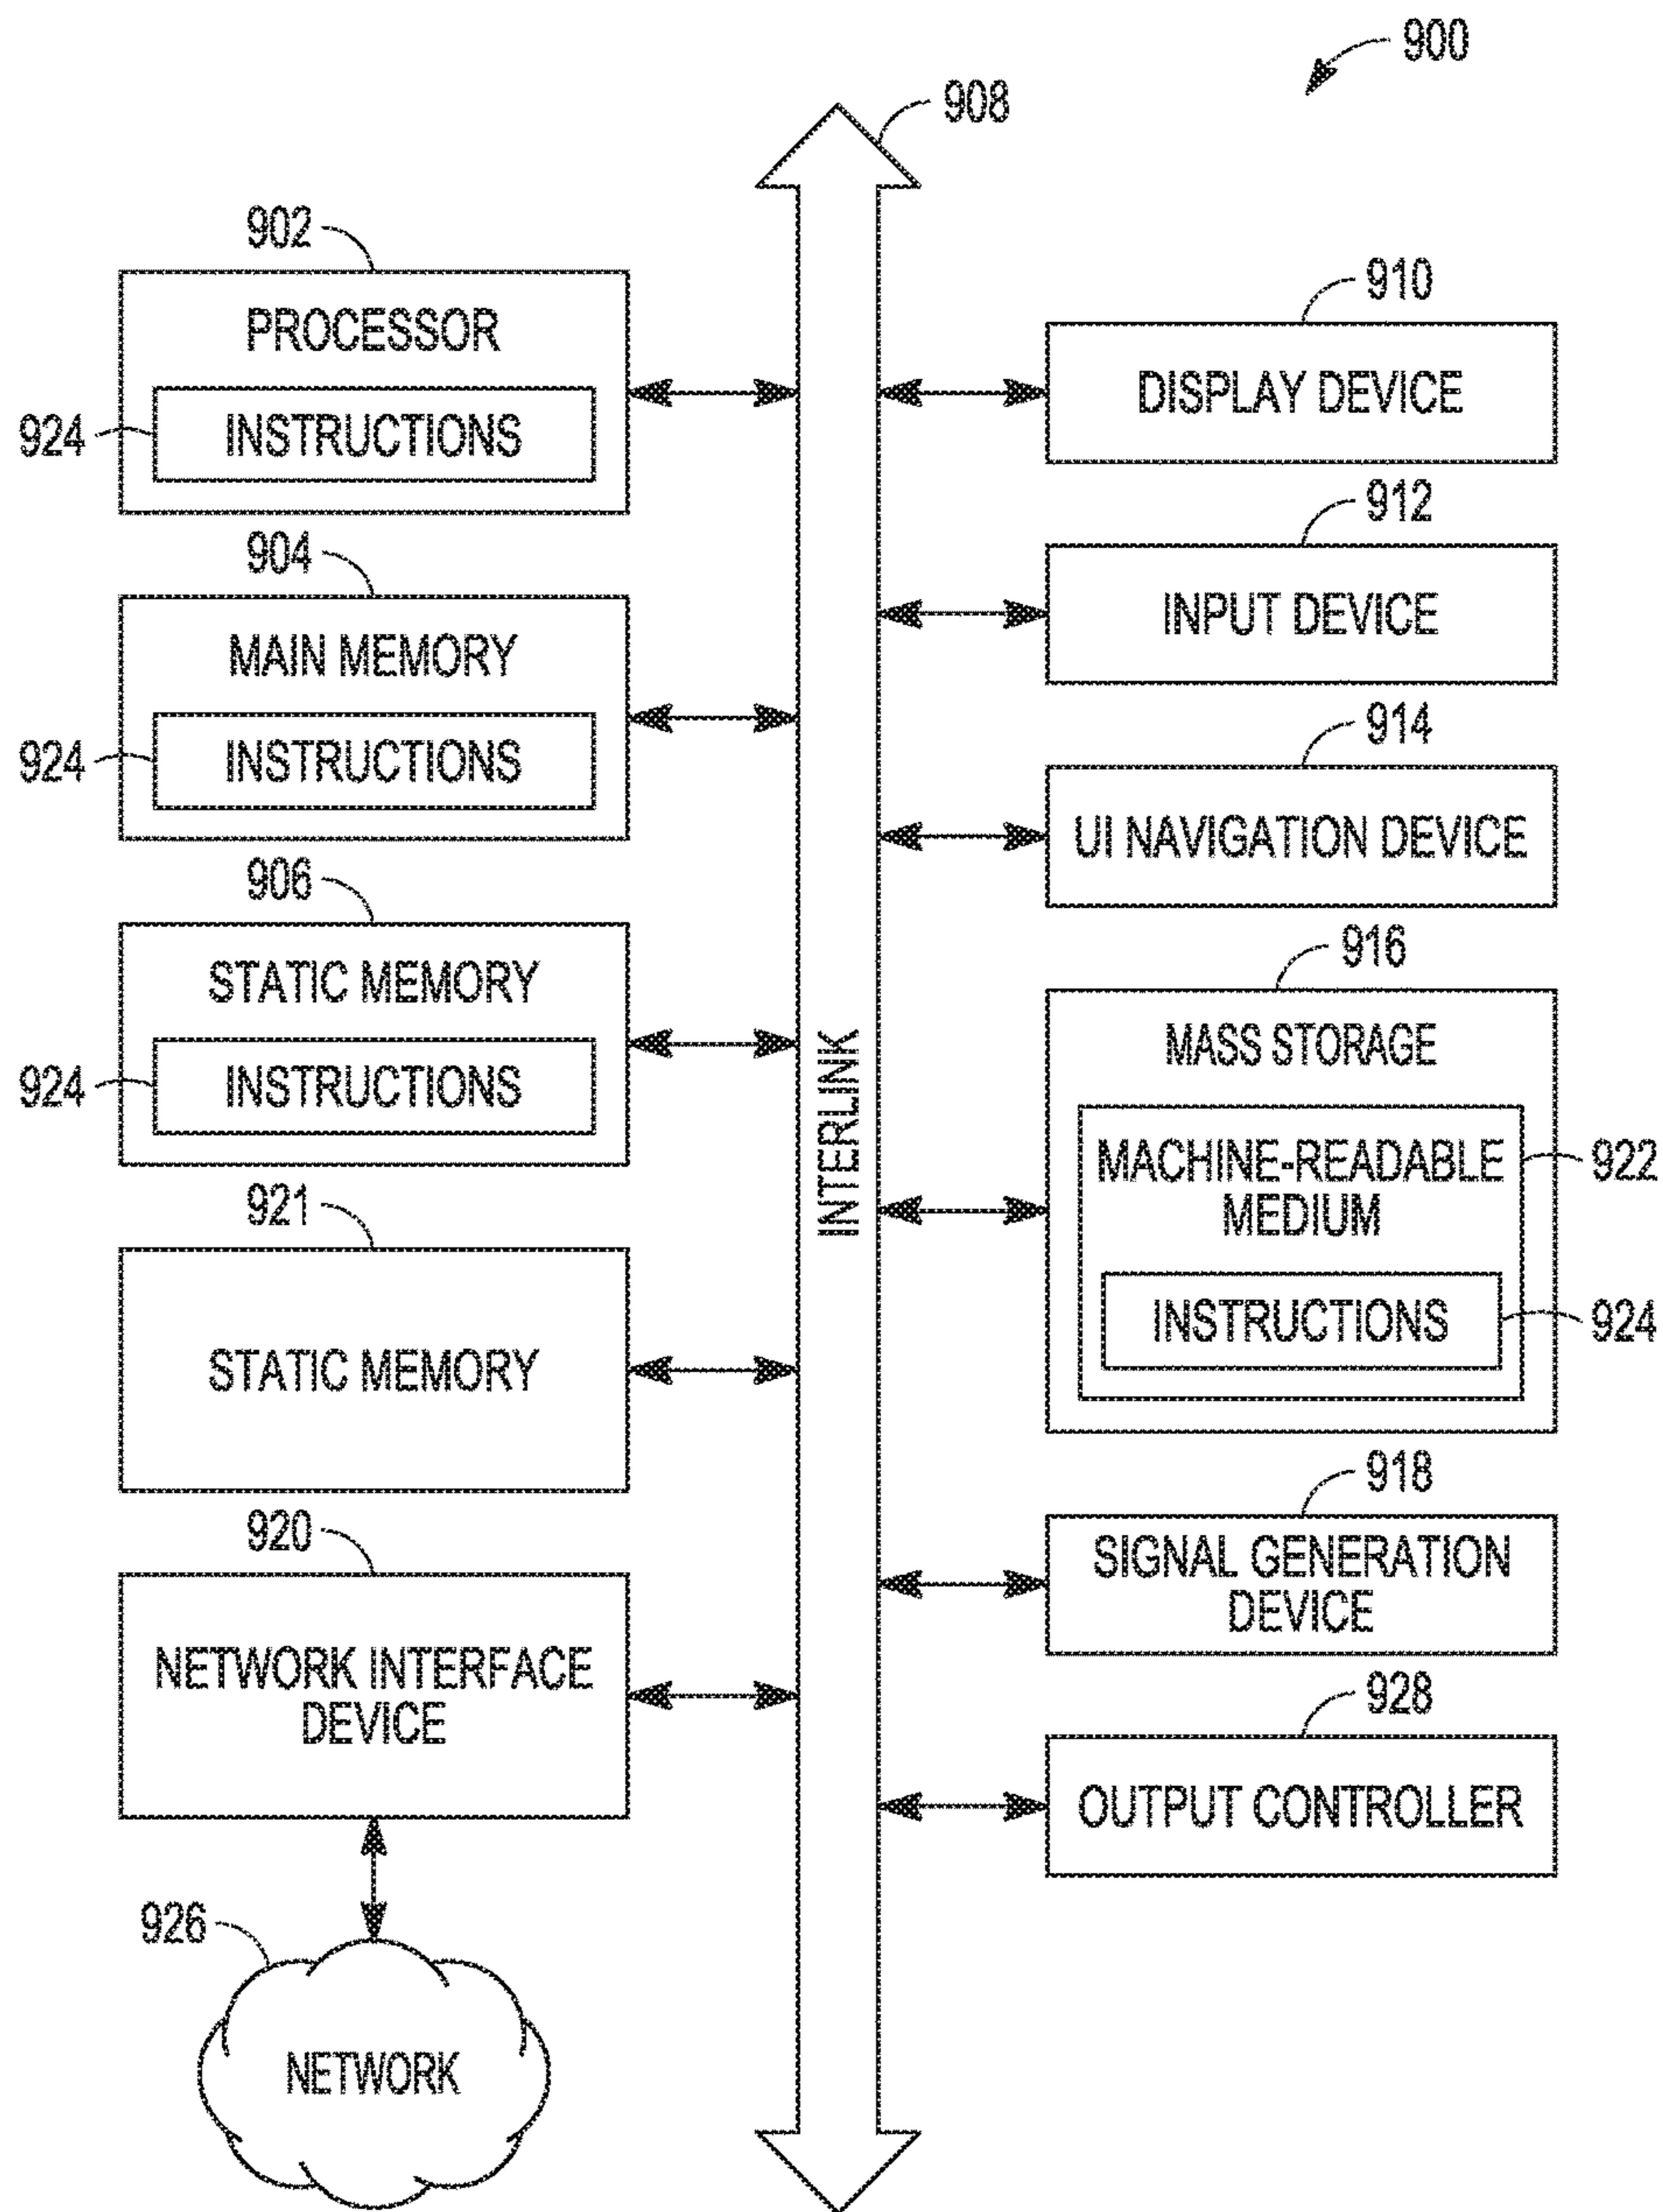 900
908
902
PROCESSOR
924
INSTRUCTIONS
904
MAIN MEMORY
924
INSTRUCTIONS
906
STATIC MEMORY
924
INSTRUCTIONS
921
STATIC MEMORY
920
NETWORK INTERFACE
DEVICE
926
NETWORK
INTERLINK
910
DISPLAY DEVICE
912
INPUT DEVICE
914
UI NAVIGATION DEVICE
916
MASS STORAGE
MACHINE-READABLE
MEDIUM
922
INSTRUCTIONS
924
918
SIGNAL GENERATION
DEVICE
928
OUTPUT CONTROLLER